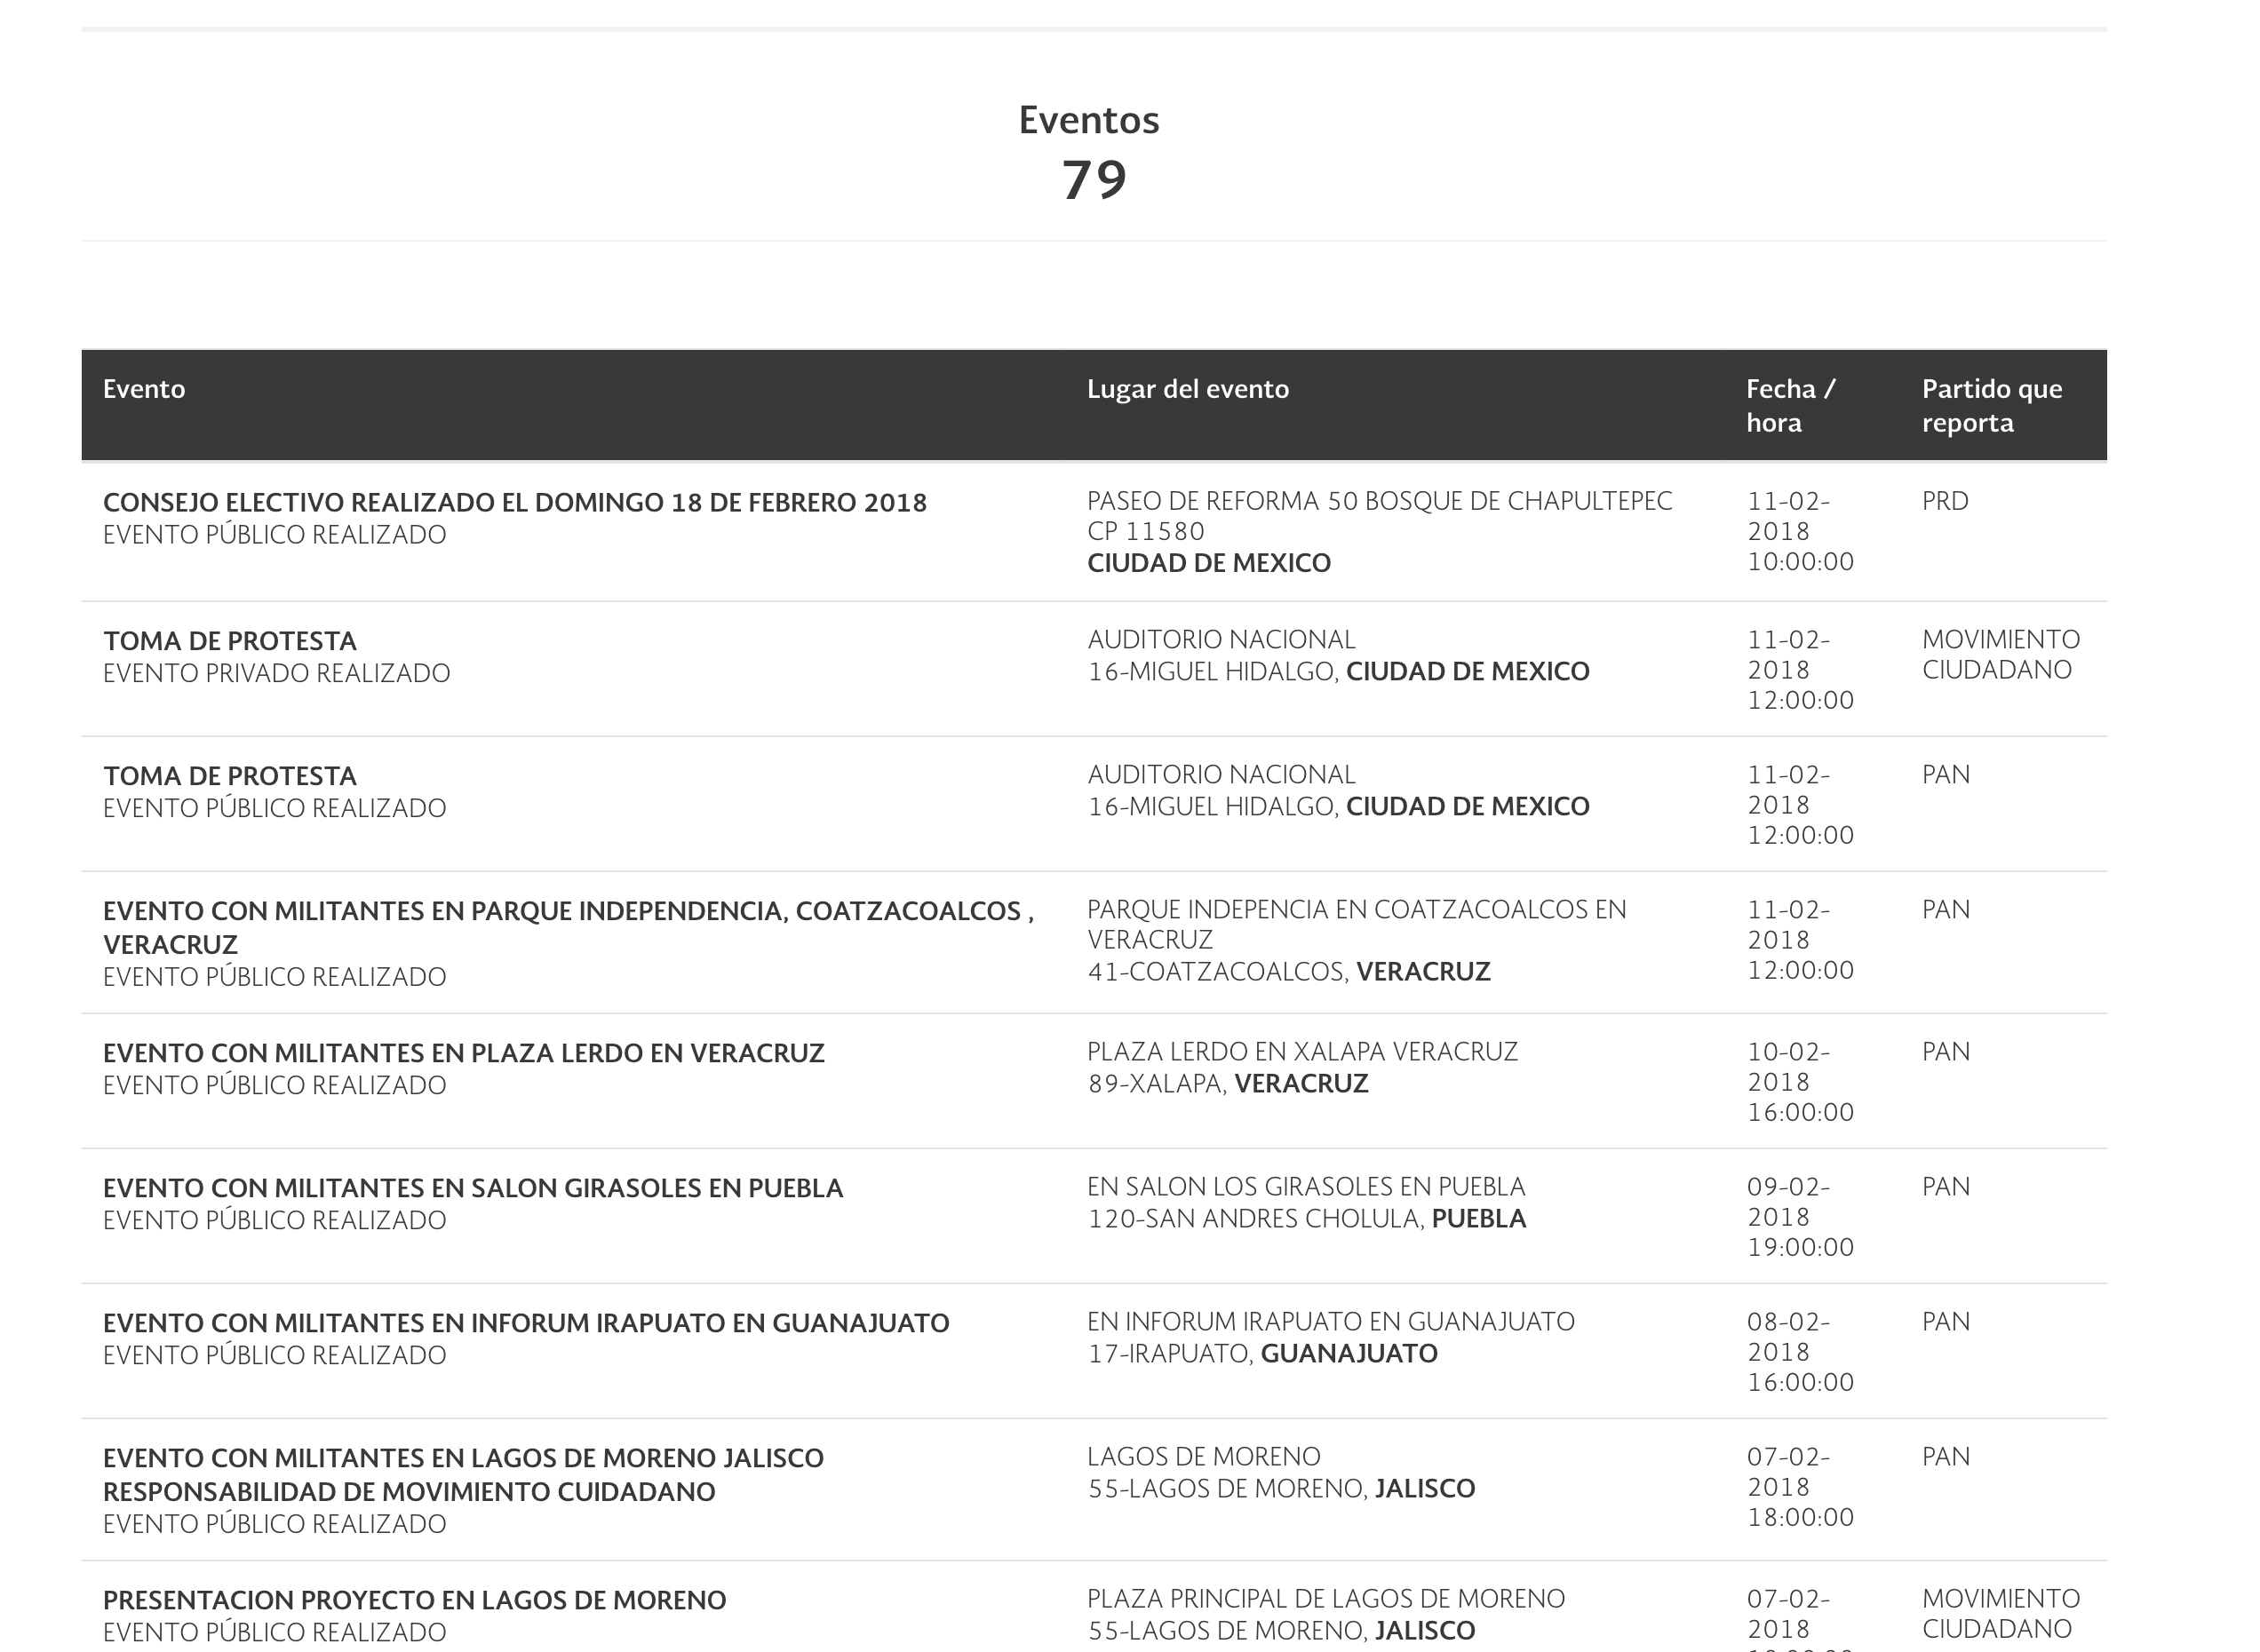 Eventos
79
Evento
Lugar del evento
Fecha /
hora
Partido que
reporta
CONSEJO ELECTIVO REALIZADO EL DOMINGO 18 DE FEBRERO 2018
EVENTO PÚBLICO REALIZADO
PASEO DE REFORMA 50 BOSQUE DE CHAPULTEPEC
CP 11580
CIUDAD DE MEXICO
11-02-
2018
10:00:00
PRD
TOMA DE PROTESTA
EVENTO PRIVADO REALIZADO
AUDITORIO NACIONAL
16-MIGUEL HIDALGO, CIUDAD DE MEXICO
11-02-
2018
12:00:00
MOVIMIENTO
CIUDADANO
TOMA DE PROTESTA
EVENTO PÚBLICO REALIZADO
AUDITORIO NACIONAL
16-MIGUEL HIDALGO, CIUDAD DE MEXICO
11-02-
2018
12:00:00
PAN
EVENTO CON MILITANTES EN PARQUE INDEPENDENCIA, COATZACOALCOS ,
VERACRUZ
EVENTO PÚBLICO REALIZADO
PARQUE INDEPENCIA EN COATZACOALCOS EN
VERACRUZ
41-COATZACOALCOS, VERACRUZ
11-02-
2018
12:00:00
PAN
EVENTO CON MILITANTES EN PLAZA LERDO EN VERACRUZ
EVENTO PÚBLICO REALIZADO
PLAZA LERDO EN XALAPA VERACRUZ
89-XALAPA, VERACRUZ
10-02-
2018
16:00:00
PAN
EVENTO CON MILITANTES EN SALON GIRASOLES EN PUEBLA
EVENTO PÚBLICO REALIZADO
EN SALON LOS GIRASOLES EN PUEBLA
120-SAN ANDRES CHOLULA, PUEBLA
09-02-
2018
19:00:00
PAN
EVENTO CON MILITANTES EN INFORUM IRAPUATO EN GUANAJUATO
EVENTO PÚBLICO REALIZADO
EN INFORUM IRAPUATO EN GUANAJUATO
17-IRAPUATO, GUANAJUATO
08-02-
2018
16:00:00
PAN
EVENTO CON MILITANTES EN LAGOS DE MORENO JALISCO
RESPONSABILIDAD DE MOVIMIENTO CUIDADANO
EVENTO PÚBLICO REALIZADO
LAGOS DE MORENO
55-LAGOS DE MORENO, JALISCO
07-02-
2018
18:00:00
PAN
PRESENTACION PROYECTO EN LAGOS DE MORENO
EVENTO PÚBLICO REALIZADO
PLAZA PRINCIPAL DE LAGOS DE MORENO
55-LAGOS DE MORENO, JALISCO
07-02-
2018
MOVIMIENTO
CIUDADANO